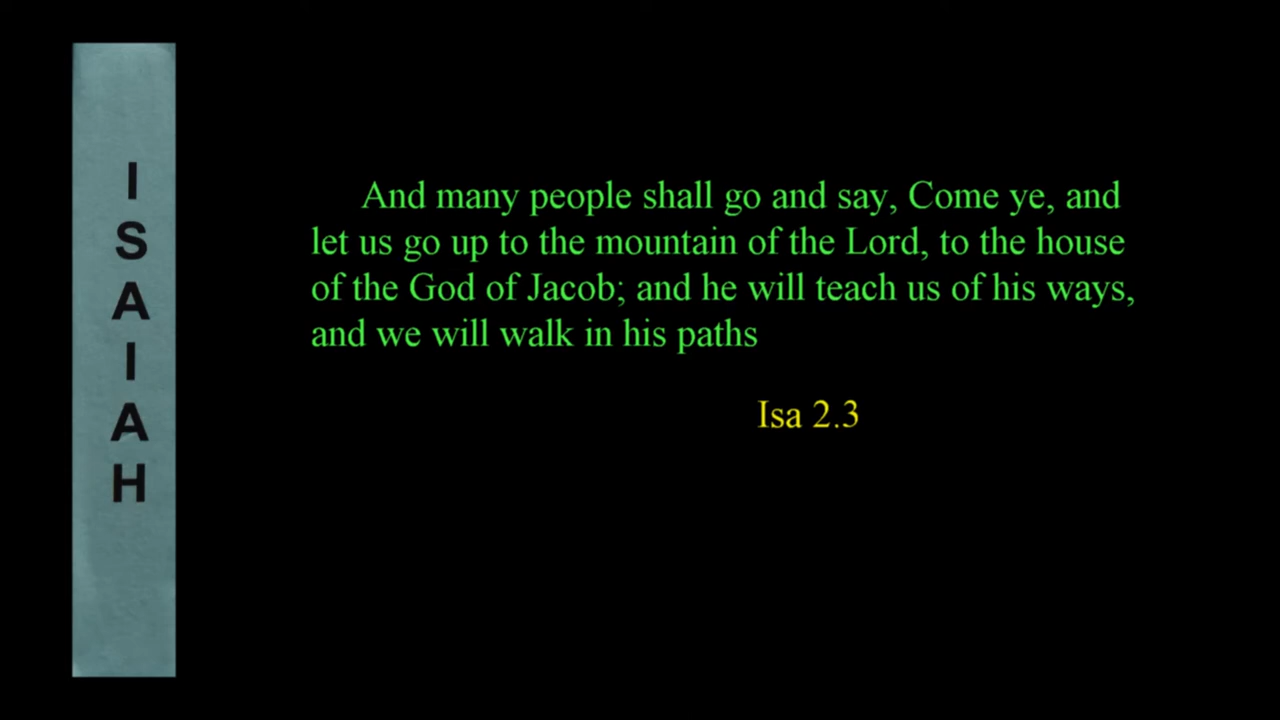 ISAIAH
And many people shall go and say, Come ye, and
let us go up to the mountain of the Lord, to the house
of the God of Jacob; and he will teach us of his ways,
and we will walk in his paths
Isa 2.3